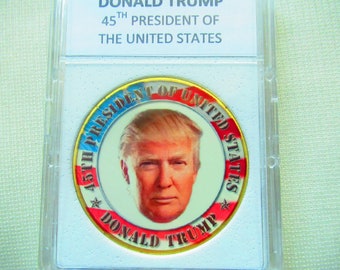 DONALD TRUMP
45TH PRESIDENT OF
THE UNITED STATES
45TH PRESIDENT OF UNITED STATES
DONALD TRUMP